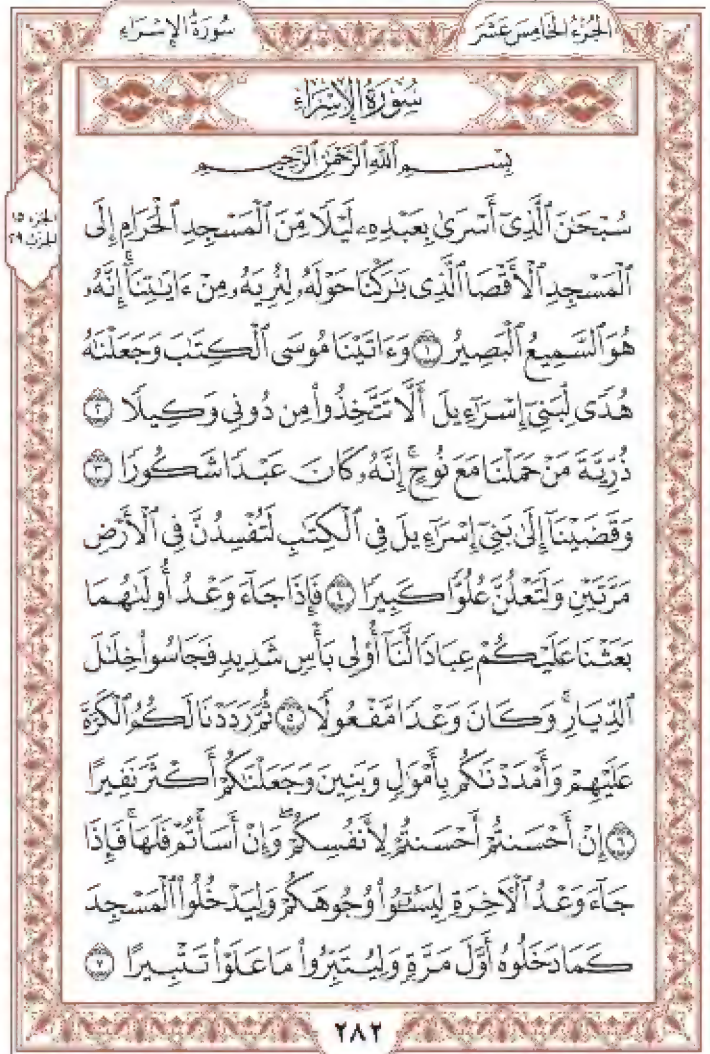 الجُزْءُ الخَامِسَ عَشَرَ
سُورَةُ الإِسْرَاءِ
سُورَةُ الإِسْرَاءِ
بِسْمِ ٱللَّهِ ٱلرَّحْمَٰنِ ٱلرَّحِيمِ
سُبْحَٰنَ ٱلَّذِىٓ أَسْرَىٰ بِعَبْدِهِۦ لَيْلًا مِّنَ ٱلْمَسْجِدِ ٱلْحَرَامِ إِلَى
ٱلْمَسْجِدِ ٱلْأَقْصَا ٱلَّذِى بَٰرَكْنَا حَوْلَهُۥ لِنُرِيَهُۥ مِنْ ءَايَٰتِنَآ ۚ إِنَّهُۥ
هُوَ ٱلسَّمِيعُ ٱلْبَصِيرُ ١ وَءَاتَيْنَا مُوسَى ٱلْكِتَٰبَ وَجَعَلْنَٰهُ
هُدًى لِّبَنِىٓ إِسْرَٰٓءِيلَ أَلَّا تَتَّخِذُوا۟ مِن دُونِى وَكِيلًا ٢
ذُرِّيَّةَ مَنْ حَمَلْنَا مَعَ نُوحٍ ۚ إِنَّهُۥ كَانَ عَبْدًا شَكُورًا ٣
وَقَضَيْنَآ إِلَىٰ بَنِىٓ إِسْرَٰٓءِيلَ فِى ٱلْكِتَٰبِ لَتُفْسِدُنَّ فِى ٱلْأَرْضِ
مَرَّتَيْنِ وَلَتَعْلُنَّ عُلُوًّا كَبِيرًا ٤ فَإِذَا جَآءَ وَعْدُ أُولَىٰهُمَا
بَعَثْنَا عَلَيْكُمْ عِبَادًا لَّنَآ أُو۟لِى بَأْسٍ شَدِيدٍ فَجَاسُوا۟ خِلَٰلَ
ٱلدِّيَارِ ۚ وَكَانَ وَعْدًا مَّفْعُولًا ٥ ثُمَّ رَدَدْنَا لَكُمُ ٱلْكَرَّةَ
عَلَيْهِمْ وَأَمْدَدْنَٰكُم بِأَمْوَٰلٍ وَبَنِينَ وَجَعَلْنَٰكُمْ أَكْثَرَ نَفِيرًا
٦ إِنْ أَحْسَنتُمْ أَحْسَنتُمْ لِأَنفُسِكُمْ ۖ وَإِنْ أَسَأْتُمْ فَلَهَا ۚ فَإِذَا
جَآءَ وَعْدُ ٱلْءَاخِرَةِ لِيَسُـۥٓـُٔوا۟ وُجُوهَكُمْ وَلِيَدْخُلُوا۟ ٱلْمَسْجِدَ
كَمَا دَخَلُوهُ أَوَّلَ مَرَّةٍ وَلِيُتَبِّرُوا۟ مَا عَلَوْا۟ تَتْبِيرًا ٧
الجزء ١٥
الحزب ٢٩
٢٨٢